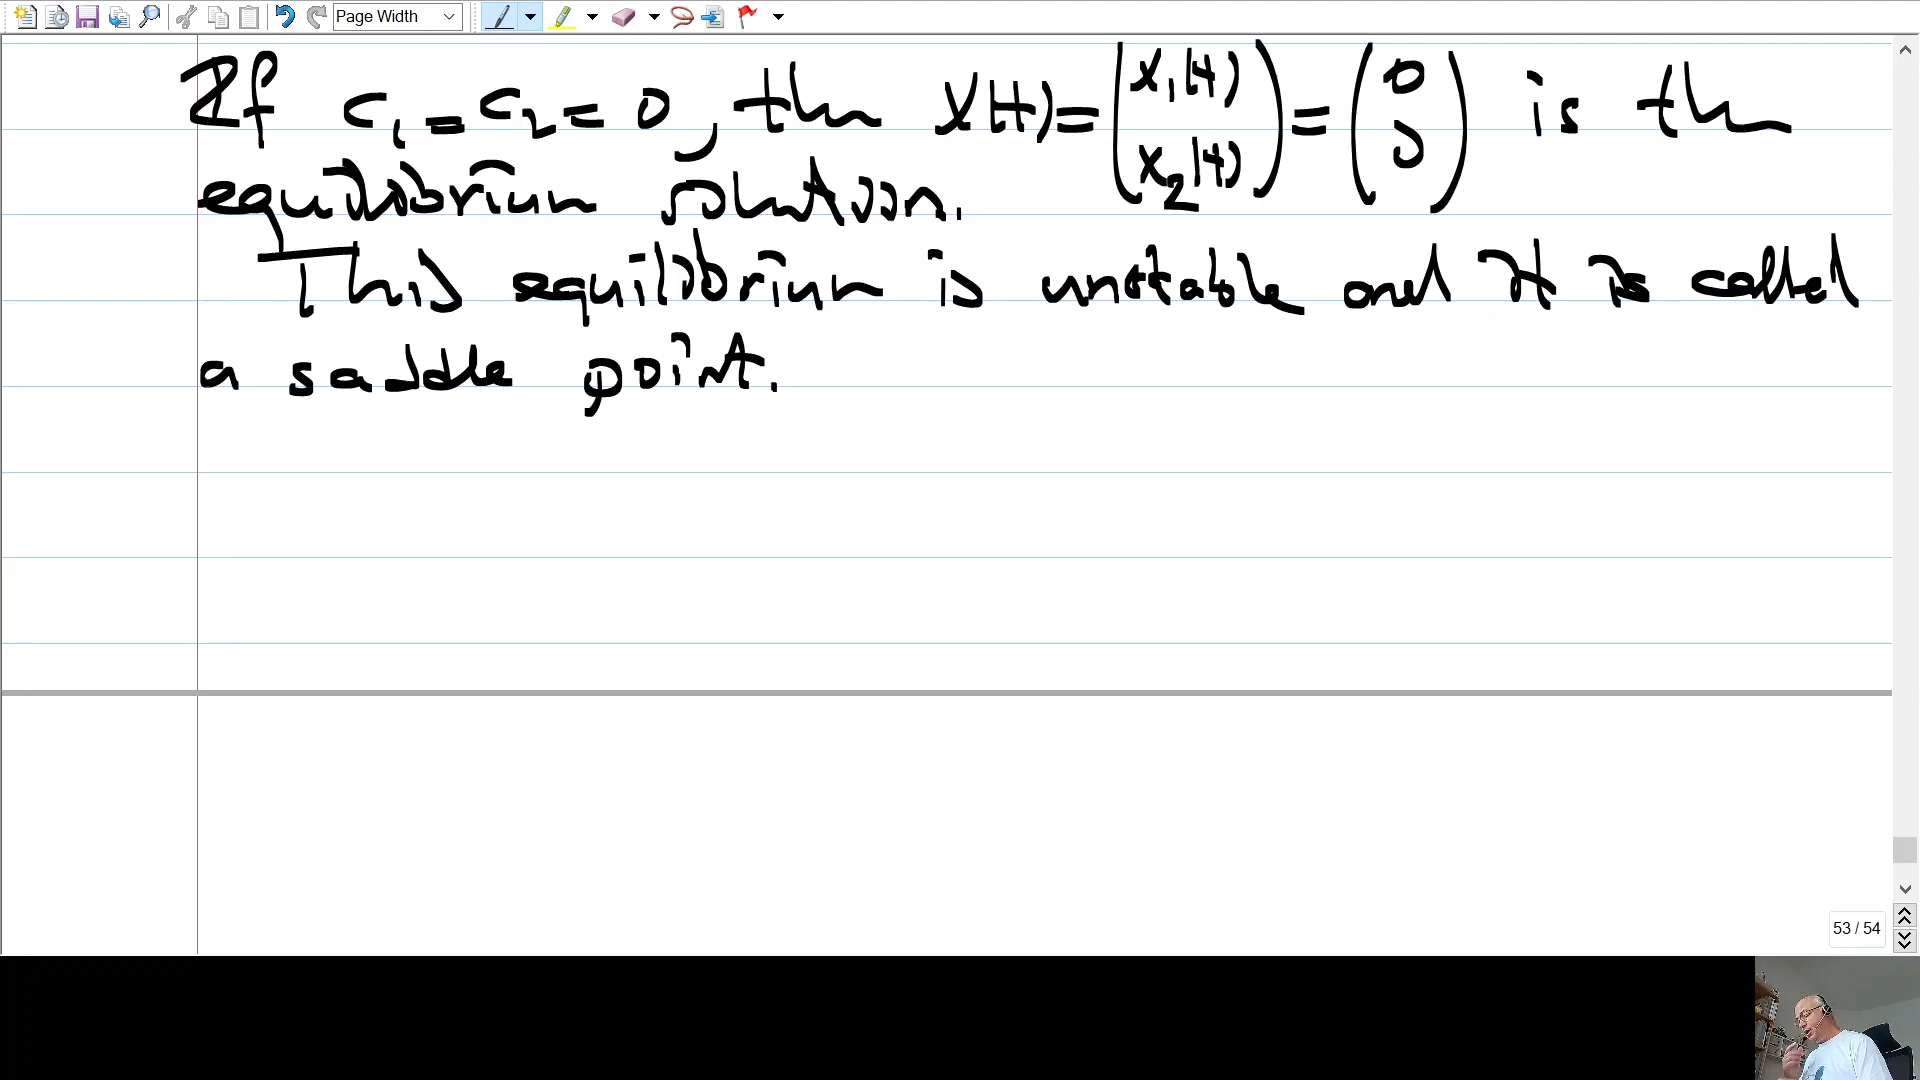 Page Width
If c₁ = c₂ = 0, then X(t) = (x₁(t) x₂(t)) = (0 0) is the
equilibrium solution.
This equilibrium is unstable and it is called
a saddle point.
53 / 54